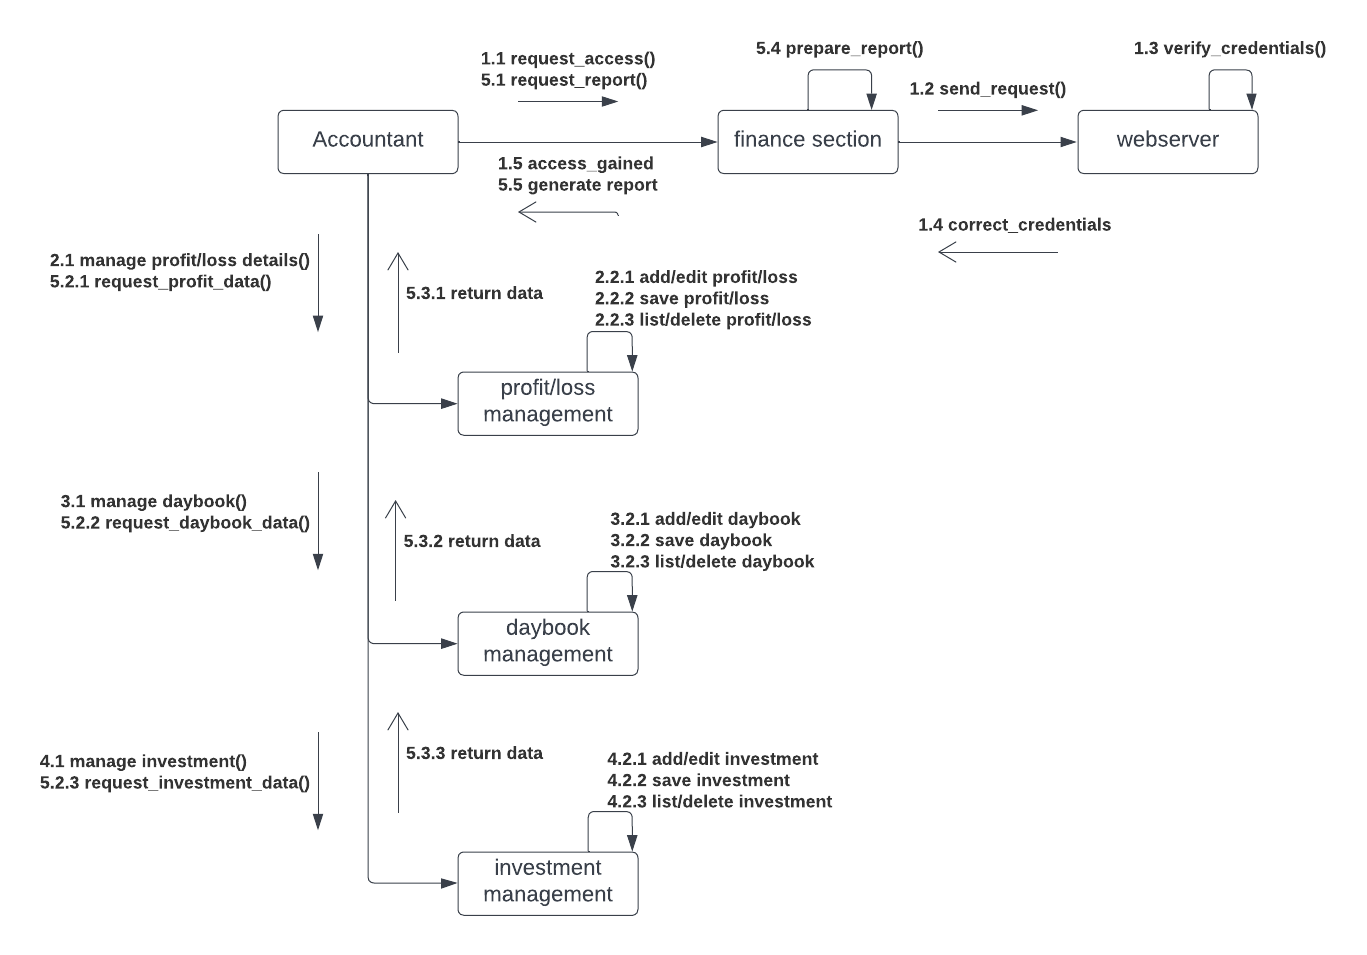 5.4 prepare_report()
1.3 verify_credentials()
1.1 request_access()
5.1 request_report()
1.2 send_request()
Accountant
finance section
webserver
1.5 access_gained
5.5 generate report
1.4 correct_credentials
2.1 manage profit/loss details()
5.2.1 request_profit_data()
5.3.1 return data
2.2.1 add/edit profit/loss
2.2.2 save profit/loss
2.2.3 list/delete profit/loss
profit/loss
management
3.1 manage daybook()
5.2.2 request_daybook_data()
5.3.2 return data
3.2.1 add/edit daybook
3.2.2 save daybook
3.2.3 list/delete daybook
daybook
management
4.1 manage investment()
5.2.3 request_investment_data()
5.3.3 return data
4.2.1 add/edit investment
4.2.2 save investment
4.2.3 list/delete investment
investment
management